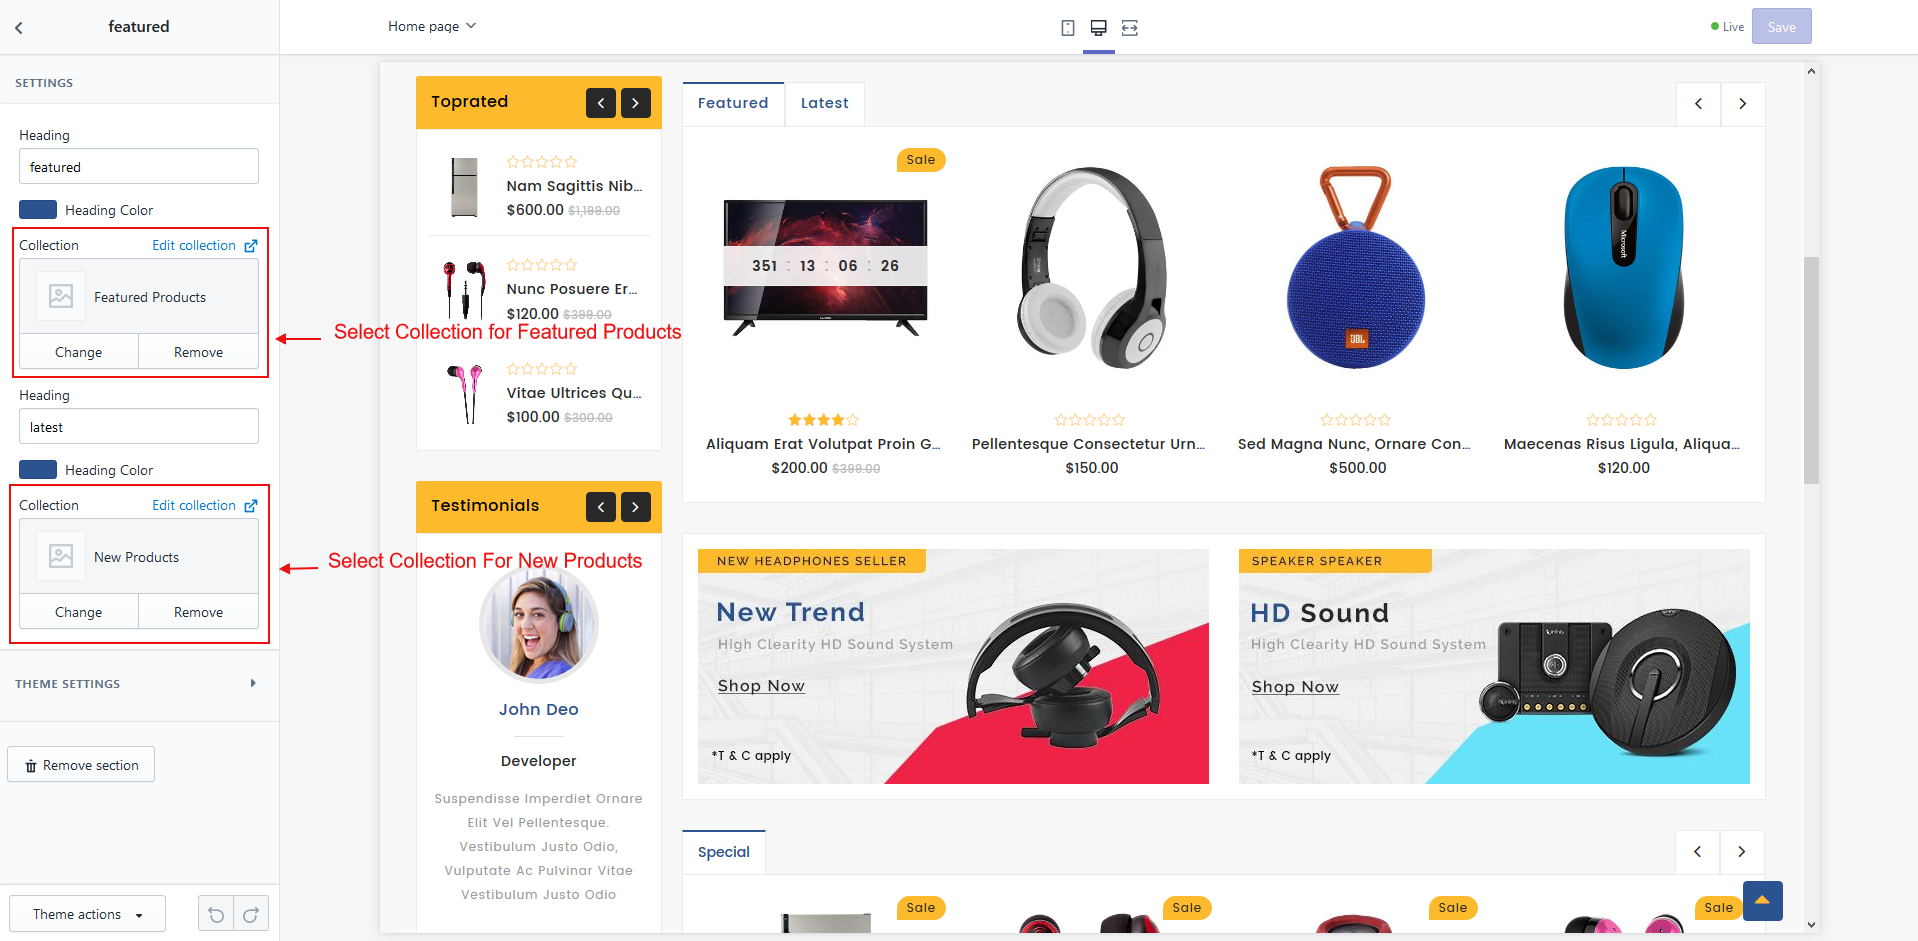 featured
Home page
Live
Save
SETTINGS
Heading
featured
Heading Color
Collection
Edit collection
Featured Products
Change
Remove
Select Collection for Featured Products
Heading
latest
Heading Color
Collection
Edit collection
New Products
Change
Remove
Select Collection For New Products
THEME SETTINGS
Remove section
Theme actions
Toprated
Nam Sagittis Nib...
$600.00 $1,199.00
Nunc Posuere Er...
$120.00 $399.00
Vitae Ultrices Qu...
$100.00 $300.00
Testimonials
John Deo
Developer
Suspendisse Imperdiet Ornare
Elit Vel Pellentesque.
Vestibulum Justo Odio,
Vulputate Ac Pulvinar Vitae
Vestibulum Justo Odio
Featured
Latest
Sale
351 : 13 : 06 : 26
Aliquam Erat Volutpat Proin G...
$200.00 $399.00
Pellentesque Consectetur Urn...
$150.00
JBL
Sed Magna Nunc, Ornare Con...
$500.00
Microsoft
Maecenas Risus Ligula, Aliqua...
$120.00
NEW HEADPHONES SELLER
New Trend
High Clearity HD Sound System
Shop Now
*T & C apply
SPEAKER SPEAKER
HD Sound
High Clearity HD Sound System
Shop Now
*T & C apply
Infinity
Special
Sale
Sale
Sale
Sale